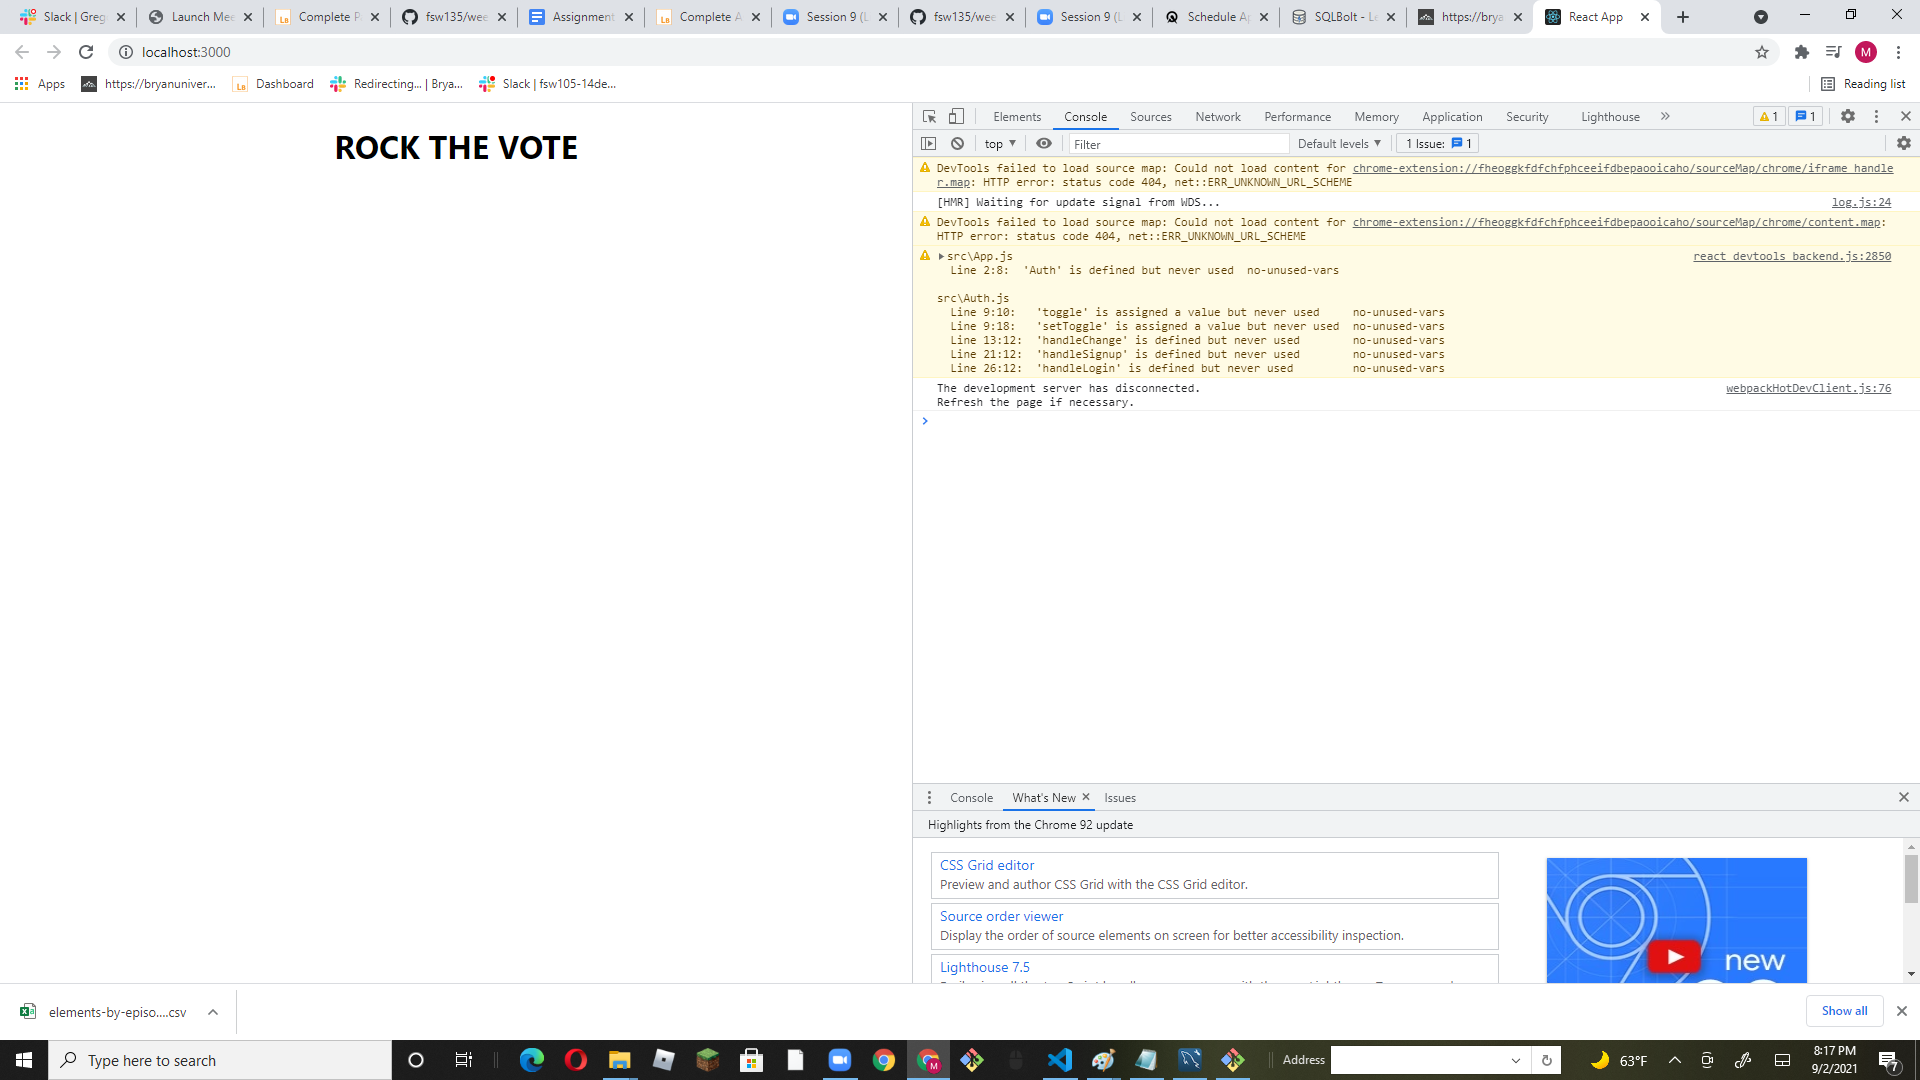 Slack | Greg
Launch Mee
Complete P
fsw135/wee
Assignment
Complete A
Session 9 (L
fsw135/wee
Session 9 (L
Schedule Ap
SQLBolt - Le
https://brya
React App
localhost:3000
M
Apps
https://bryanuniver...
Dashboard
Redirecting... | Brya...
Slack | fsw105-14de...
Reading list
ROCK THE VOTE
Elements Console Sources Network Performance Memory Application Security Lighthouse » 1 1
top Filter Default levels 1 Issue: 1
DevTools failed to load source map: Could not load content for chrome-extension://fheoggkfdfchfphceeifdbepaooicaho/sourceMap/chrome/iframe_handle
r.map: HTTP error: status code 404, net::ERR_UNKNOWN_URL_SCHEME
[HMR] Waiting for update signal from WDS... log.js:24
DevTools failed to load source map: Could not load content for chrome-extension://fheoggkfdfchfphceeifdbepaooicaho/sourceMap/chrome/content.map:
HTTP error: status code 404, net::ERR_UNKNOWN_URL_SCHEME
src\App.js react_devtools_backend.js:2850
Line 2:8: 'Auth' is defined but never used no-unused-vars
src\Auth.js
Line 9:10: 'toggle' is assigned a value but never used no-unused-vars
Line 9:18: 'setToggle' is assigned a value but never used no-unused-vars
Line 13:12: 'handleChange' is defined but never used no-unused-vars
Line 21:12: 'handleSignup' is defined but never used no-unused-vars
Line 26:12: 'handleLogin' is defined but never used no-unused-vars
The development server has disconnected. webpackHotDevClient.js:76
Refresh the page if necessary.
Console What's New Issues
Highlights from the Chrome 92 update
CSS Grid editor
Preview and author CSS Grid with the CSS Grid editor.
Source order viewer
Display the order of source elements on screen for better accessibility inspection.
Lighthouse 7.5
new
elements-by-episo....csv
Show all
Type here to search
M
Address
63°F
8:17 PM
9/2/2021
7